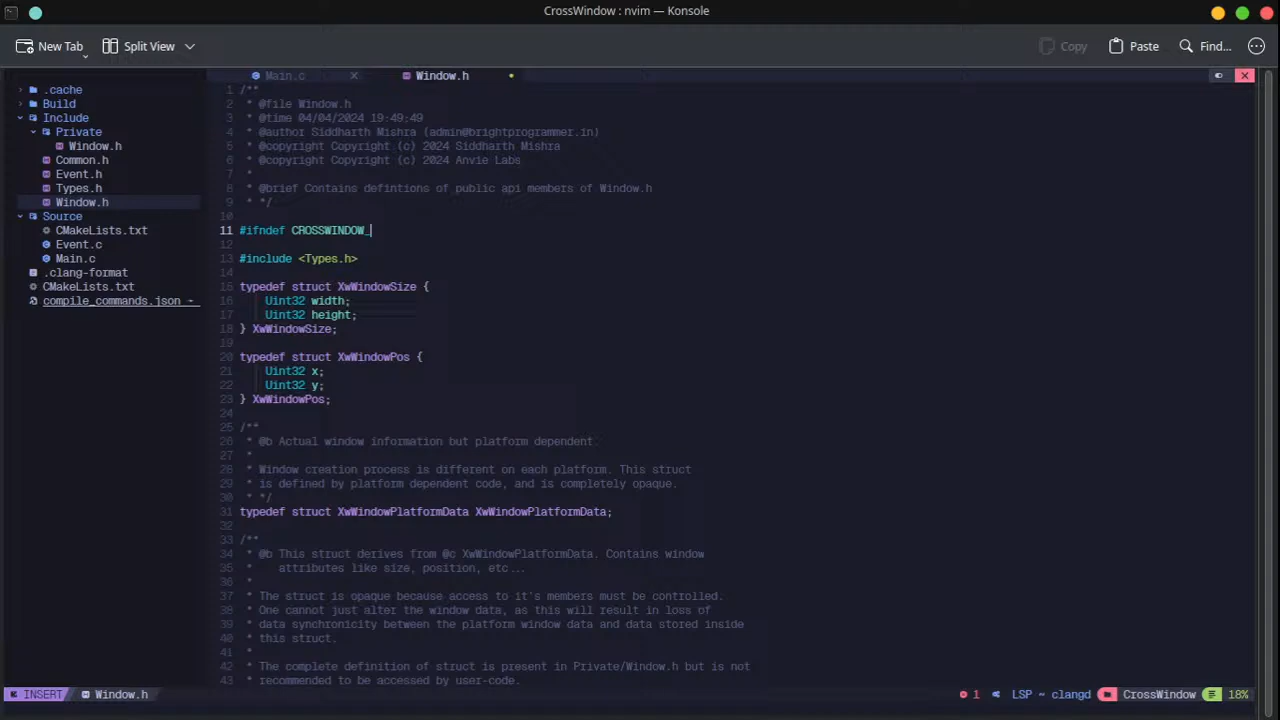 CrossWindow : nvim — Konsole
New Tab
Split View
Copy
Paste
Find...
.cache
Build
Include
Private
Window.h
Common.h
Event.h
Types.h
Window.h
Source
CMakeLists.txt
Event.c
Main.c
.clang-format
CMakeLists.txt
compile_commands.json
Main.c
Window.h
1 /**
2 * @file Window.h
3 * @time 04/04/2024 19:49:49
4 * @author Siddharth Mishra (admin@brightprogrammer.in)
5 * @copyright Copyright (c) 2024 Siddharth Mishra
6 * @copyright Copyright (c) 2024 Anvie Labs
7 *
8 * @brief Contains defintions of public api members of Window.h
9 * */
10
11 #ifndef CROSSWINDOW_
12
13 #include <Types.h>
14
15 typedef struct XwWindowSize {
16 Uint32 width;
17 Uint32 height;
18 } XwWindowSize;
19
20 typedef struct XwWindowPos {
21 Uint32 x;
22 Uint32 y;
23 } XwWindowPos;
24
25 /**
26 * @b Actual window information but platform dependent.
27 *
28 * Window creation process is different on each platform. This struct
29 * is defined by platform dependent code, and is completely opaque.
30 * */
31 typedef struct XwWindowPlatformData XwWindowPlatformData;
32
33 /**
34 * @b This struct derives from @c XwWindowPlatformData. Contains window
35 * attributes like size, position, etc...
36 *
37 * The struct is opaque because access to it's members must be controlled.
38 * One cannot just alter the window data, as this will result in loss of
39 * data synchronicity between the platform window data and data stored inside
40 * this struct.
41 *
42 * The complete definition of struct is present in Private/Window.h but is not
43 * recommended to be accessed by user-code.
INSERT Window.h 1 LSP ~ clangd CrossWindow 18%